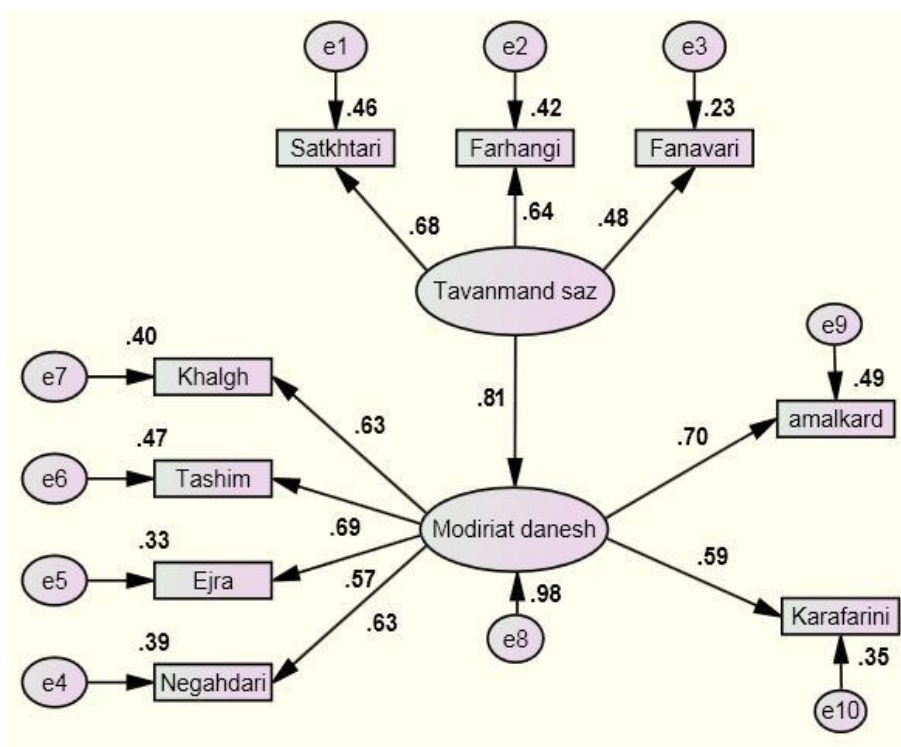 e1
e2
e3
.46
.42
.23
Satkhtari
Farhangi
Fanavari
.68
.64
.48
Tavanmand saz
.81
e9
.49
amalkard
.40
e7
Khalgh
.63
.70
.47
e6
Tashim
.69
Modiriat danesh
.33
e5
Ejra
.57
.98
.59
.63
e8
Karafarini
.35
.39
e4
Negahdari
e10